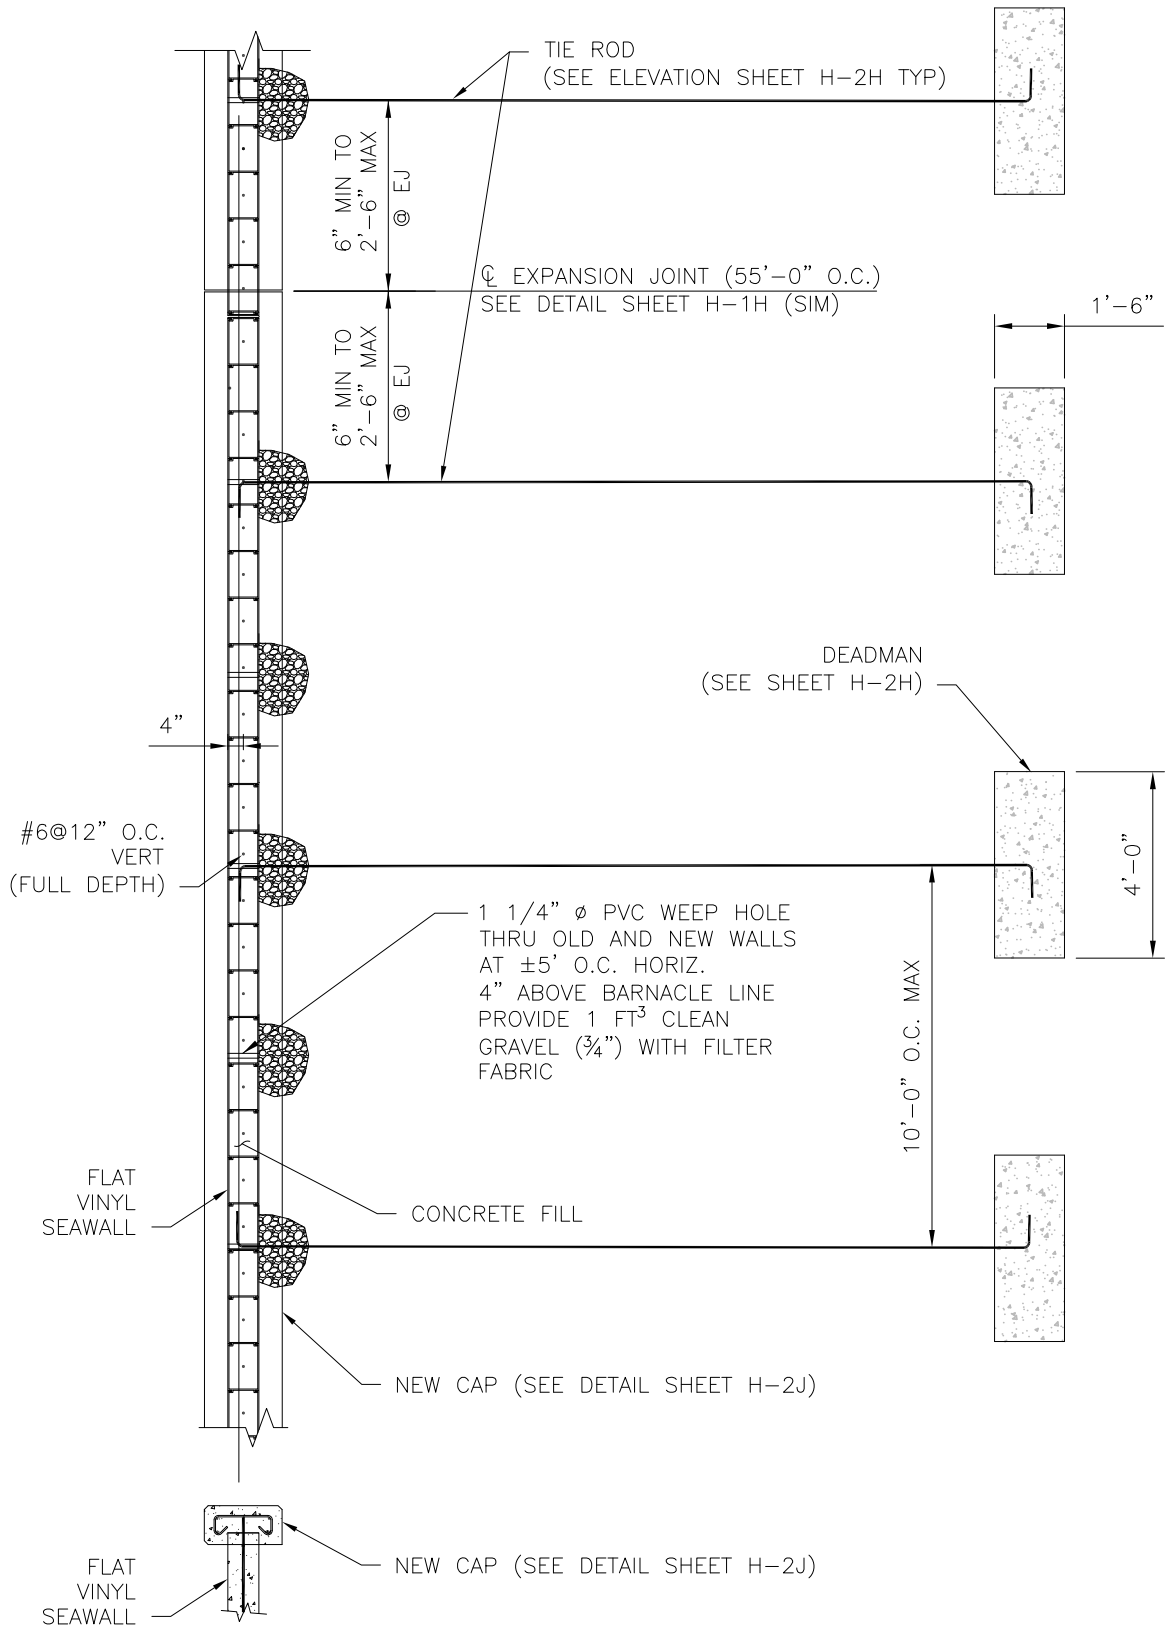 TIE ROD
(SEE ELEVATION SHEET H-2H TYP)
6" MIN TO
2'-6" MAX
@ EJ
℄ EXPANSION JOINT (55'-0" O.C.)
SEE DETAIL SHEET H-1H (SIM)
1'-6"
6" MIN TO
2'-6" MAX
@ EJ
DEADMAN
(SEE SHEET H-2H)
4"
#6@12" O.C.
VERT
(FULL DEPTH)
4'-0"
1 1/4" ø PVC WEEP HOLE
THRU OLD AND NEW WALLS
AT ±5' O.C. HORIZ.
4" ABOVE BARNACLE LINE
PROVIDE 1 FT³ CLEAN
GRAVEL (¾") WITH FILTER
FABRIC
10'-0" O.C. MAX
FLAT
VINYL
SEAWALL
CONCRETE FILL
NEW CAP (SEE DETAIL SHEET H-2J)
NEW CAP (SEE DETAIL SHEET H-2J)
FLAT
VINYL
SEAWALL